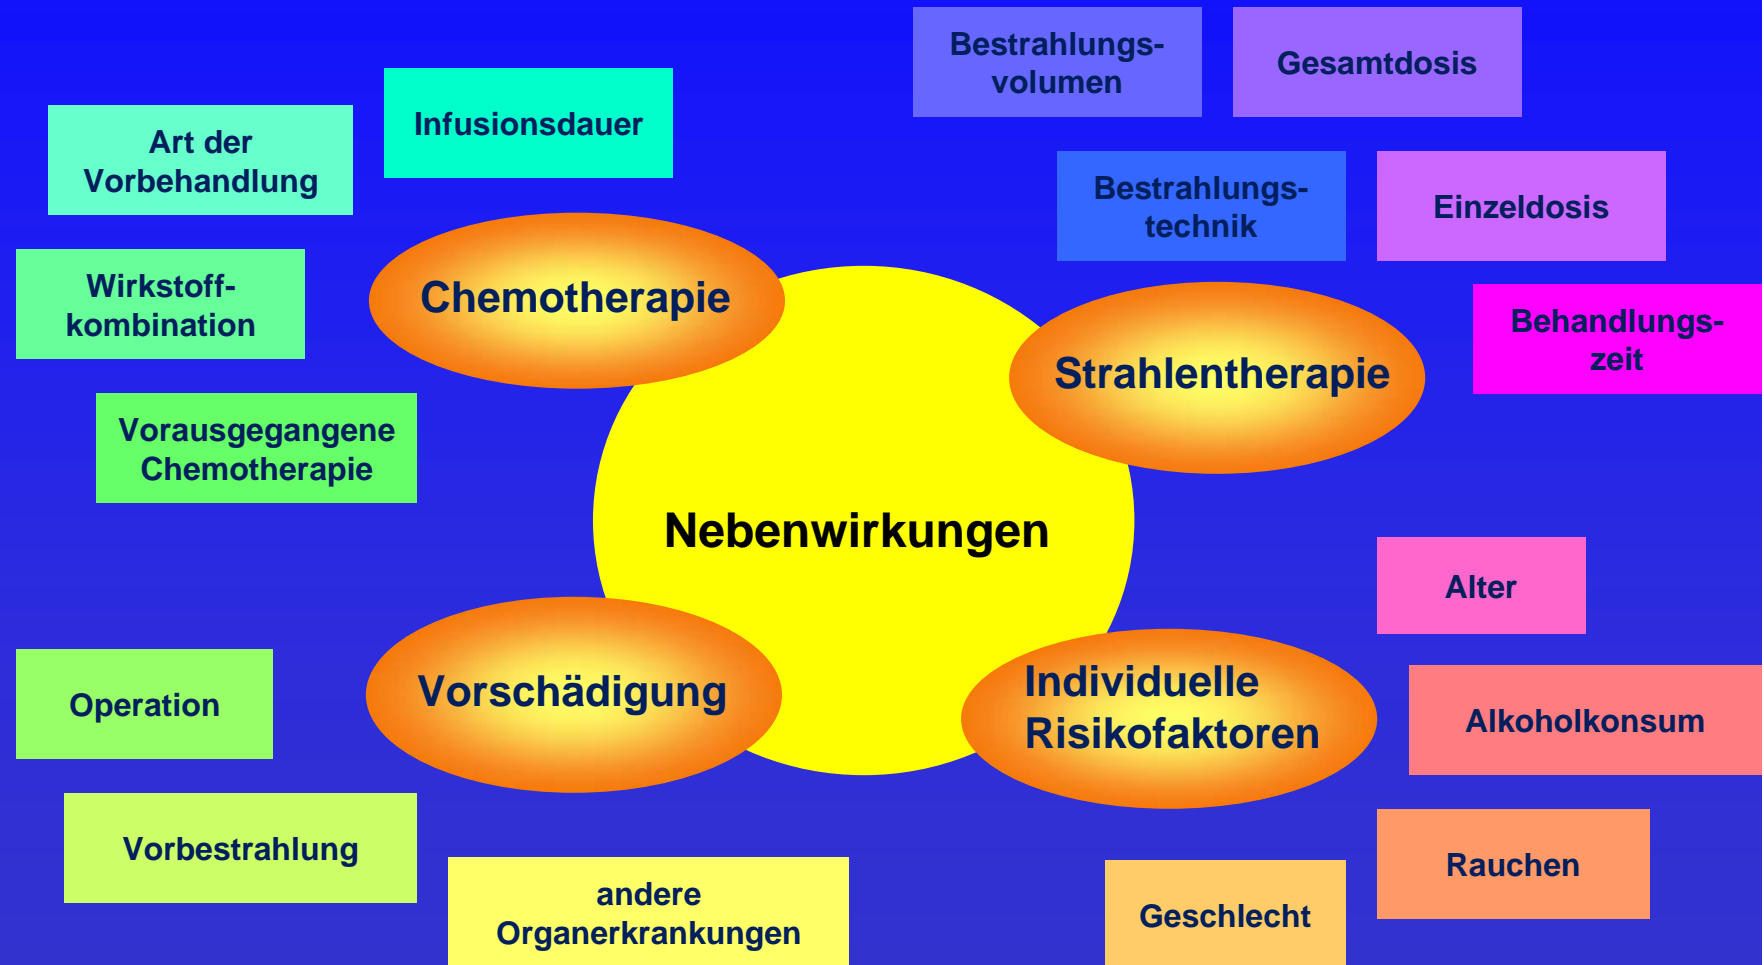 Bestrahlungs-
volumen
Gesamtdosis
Infusionsdauer
Art der
Vorbehandlung
Bestrahlungs-
technik
Einzeldosis
Wirkstoff-
kombination
Chemotherapie
Strahlentherapie
Behandlungs-
zeit
Vorausgegangene
Chemotherapie
Nebenwirkungen
Alter
Operation
Vorschädigung
Individuelle
Risikofaktoren
Alkoholkonsum
Vorbestrahlung
andere
Organerkrankungen
Geschlecht
Rauchen